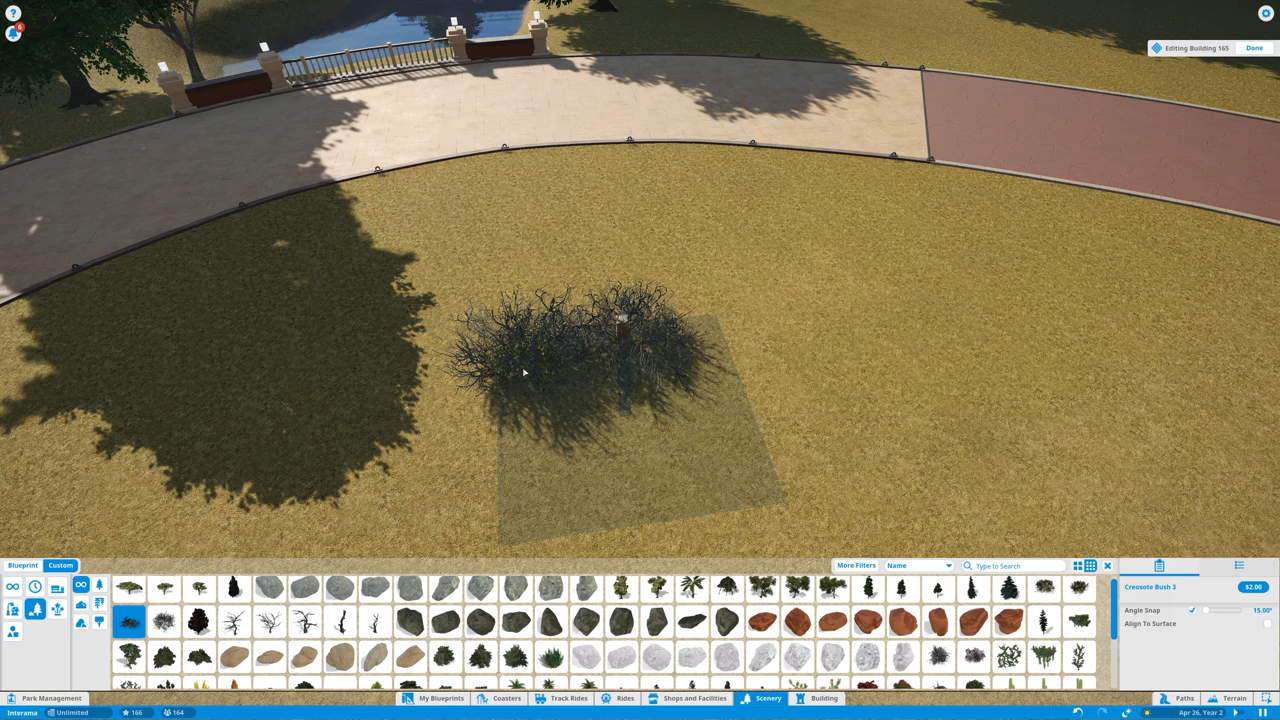 ?
6
Editing Building 165
Done
Blueprint
Custom
More Filters
Name
Type to Search
Creosote Bush 3
$2.00
Angle Snap
15.00°
Align To Surface
Park Management
My Blueprints
Coasters
Track Rides
Rides
Shops and Facilities
Scenery
Building
Paths
Terrain
Interama
Unlimited
166
164
Apr 26, Year 2